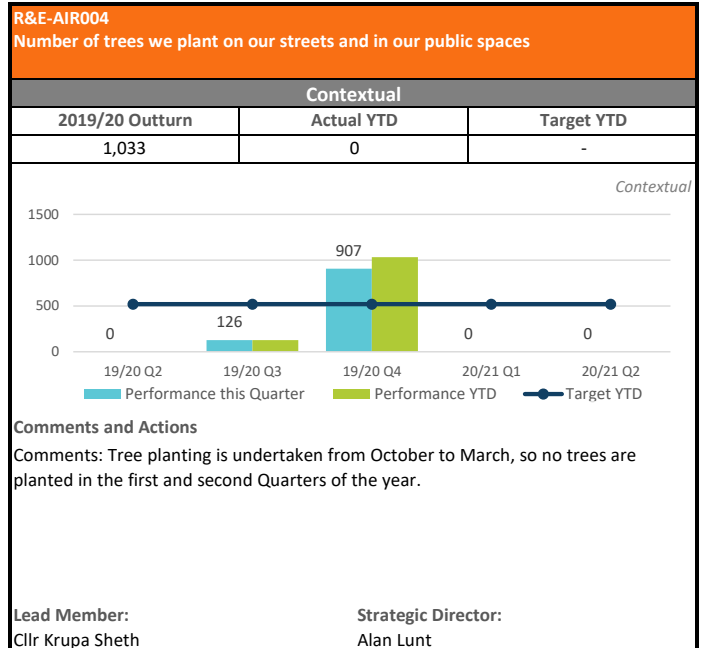 R&E-AIR004
Number of trees we plant on our streets and in our public spaces
Contextual
2019/20 Outturn Actual YTD Target YTD
1,033 0 -
Contextual
1500
1000
500
0
0 126 907 0 0
19/20 Q2 19/20 Q3 19/20 Q4 20/21 Q1 20/21 Q2
Performance this Quarter Performance YTD Target YTD
Comments and Actions
Comments: Tree planting is undertaken from October to March, so no trees are
planted in the first and second Quarters of the year.
Lead Member: Strategic Director:
Cllr Krupa Sheth Alan Lunt